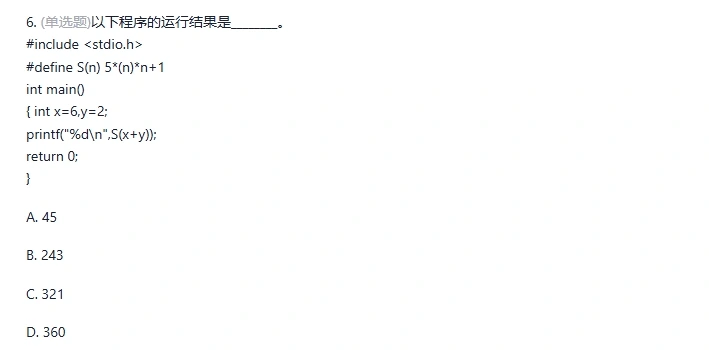 6. (单选题)以下程序的运行结果是_______。
#include <stdio.h>
#define S(n) 5*(n)*n+1
int main()
{ int x=6,y=2;
printf("%d\n",S(x+y));
return 0;
}
A. 45
B. 243
C. 321
D. 360